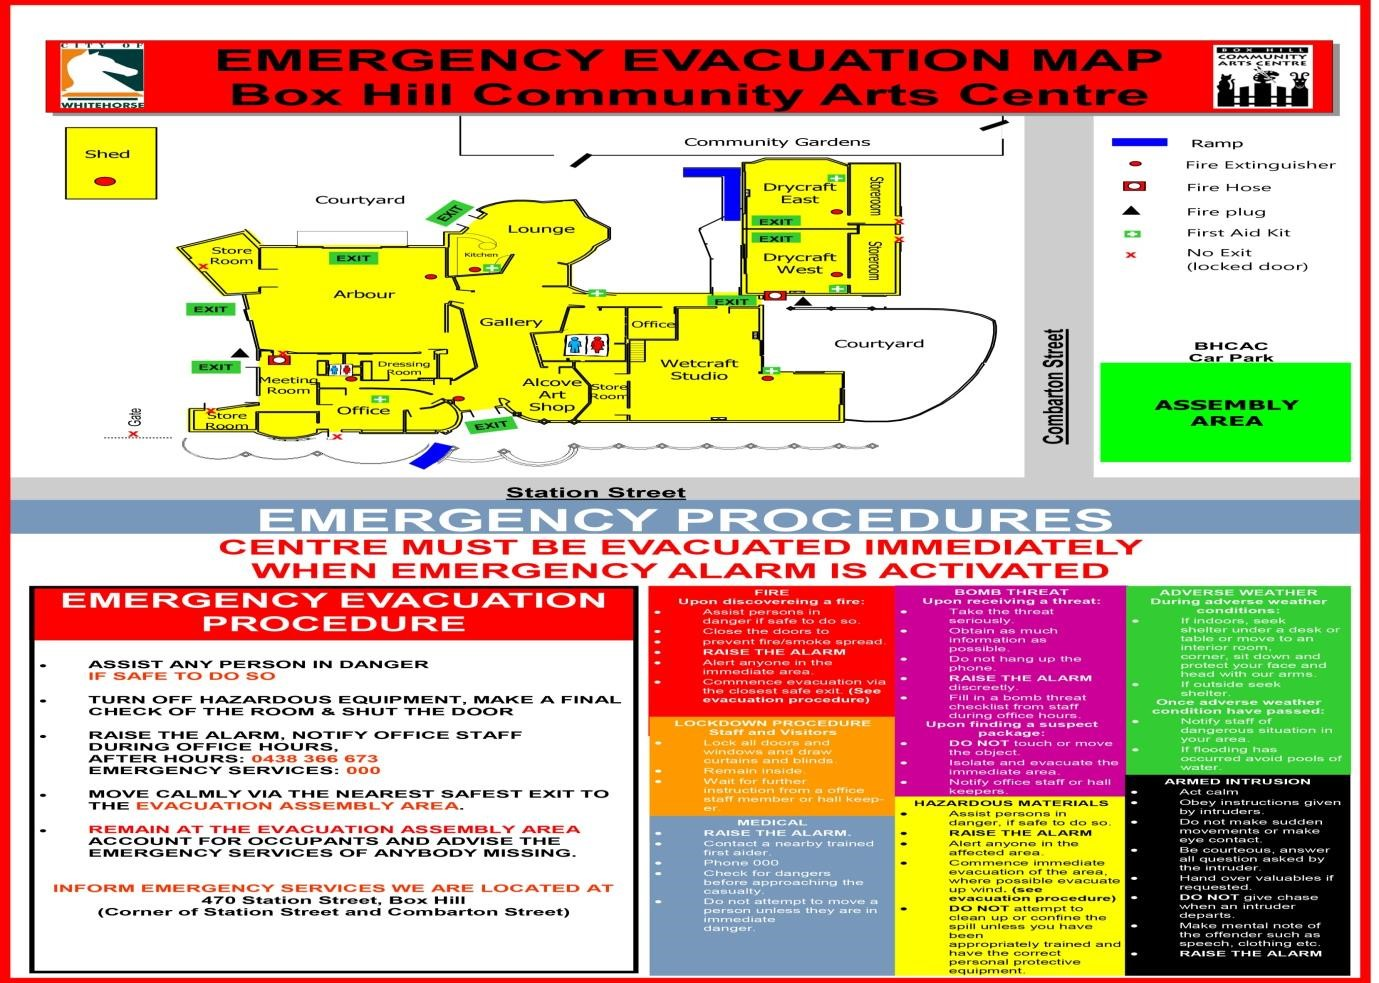 CITY OF
WHITEHORSE
EMERGENCY EVACUATION MAP
Box Hill Community Arts Centre
BOX HILL
COMMUNITY
ARTS CENTRE
Shed
Community Gardens
Courtyard
EXIT
Lounge
Kitchen
Store
Room
EXIT
Arbour
EXIT
Gallery
EXIT
Meeting
Room
Dressing
Room
Office
Store
Room
Gate
EXIT
Alcove
Art
Shop
Store
Room
Office
Wetcraft
Studio
EXIT
Drycraft
East
Storeroom
EXIT
EXIT
Drycraft
West
Storeroom
Courtyard
Combarton Street
Station Street
Ramp
Fire Extinguisher
Fire Hose
Fire plug
First Aid Kit
No Exit
(locked door)
BHCAC
Car Park
ASSEMBLY
AREA
EMERGENCY PROCEDURES
CENTRE MUST BE EVACUATED IMMEDIATELY
WHEN EMERGENCY ALARM IS ACTIVATED
EMERGENCY EVACUATION
PROCEDURE
• ASSIST ANY PERSON IN DANGER
IF SAFE TO DO SO
• TURN OFF HAZARDOUS EQUIPMENT, MAKE A FINAL
CHECK OF THE ROOM & SHUT THE DOOR
• RAISE THE ALARM, NOTIFY OFFICE STAFF
DURING OFFICE HOURS,
AFTER HOURS: 0438 366 673
EMERGENCY SERVICES: 000
• MOVE CALMLY VIA THE NEAREST SAFEST EXIT TO
THE EVACUATION ASSEMBLY AREA.
• REMAIN AT THE EVACUATION ASSEMBLY AREA
ACCOUNT FOR OCCUPANTS AND ADVISE THE
EMERGENCY SERVICES OF ANYBODY MISSING.
INFORM EMERGENCY SERVICES WE ARE LOCATED AT
470 Station Street, Box Hill
(Corner of Station Street and Combarton Street)
FIRE
Upon discovereing a fire:
• Assist persons in
danger if safe to do so.
• Close the doors to
• prevent fire/smoke spread.
• RAISE THE ALARM
• Alert anyone in the
immediate area.
• Commence evacuation via
the closest safe exit. (See
evacuation procedure)
LOCKDOWN PROCEDURE
Staff and Visitors
• Lock all doors and
windows and draw
curtains and blinds.
• Remain inside.
• Wait for further
instruction from a office
staff member or hall keep-
er.
MEDICAL
• RAISE THE ALARM.
• Contact a nearby trained
first aider.
• Phone 000
• Check for dangers
before approaching the
casualty.
• Do not attempt to move a
person unless they are in
immediate
danger.
BOMB THREAT
Upon receiving a threat:
• Take the threat
seriously.
• Obtain as much
information as
possible.
• Do not hang up the
phone.
• RAISE THE ALARM
discreetly.
• Fill in a bomb threat
checklist from staff
during office hours.
Upon finding a suspect
package:
• DO NOT touch or move
the object.
• Isolate and evacuate the
immediate area.
• Notify office staff or hall
keepers.
HAZARDOUS MATERIALS
• Assist persons in
danger, if safe to do so.
• RAISE THE ALARM
• Alert anyone in the
affected area.
• Commence immediate
evacuation of the area,
where possible evacuate
up wind. (see
evacuation procedure)
• DO NOT attempt to
clean up or confine the
spill unless you have
been
appropriately trained and
have the correct
personal protective
equipment.
ADVERSE WEATHER
During adverse weather
conditions:
• If indoors, seek
shelter under a desk or
table or move to an
interior room,
corner, sit down and
protect your face and
head with our arms.
• If outside seek
shelter.
Once adverse weather
condition have passed:
• Notify staff of
dangerous situation in
your area.
• If flooding has
occurred avoid pools of
water.
ARMED INTRUSION
• Act calm
• Obey instructions given
by intruders.
• Do not make sudden
movements or make
eye contact.
• Be courteous, answer
all question asked by
the intruder.
• Hand over valuables if
requested.
• DO NOT give chase
when an intruder
departs.
• Make mental note of
the offender such as
speech, clothing etc.
• RAISE THE ALARM